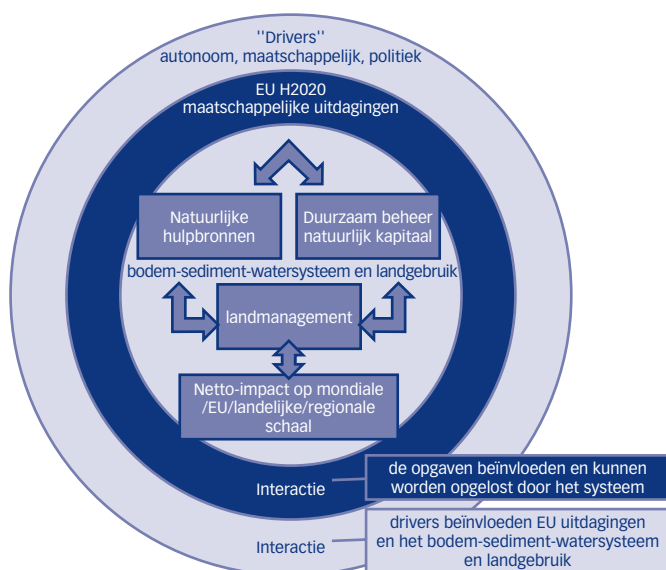 "Drivers"
autonoom, maatschappelijk, politiek
EU H2020
maatschappelijke uitdagingen
Natuurlijke
hulpbronnen
Duurzaam beheer
natuurlijk kapitaal
bodem-sediment-watersysteem en landgebruik
landmanagement
Netto-impact op mondiale
/EU/landelijke/regionale
schaal
Interactie
de opgaven beïnvloeden en kunnen
worden opgelost door het systeem
Interactie
drivers beïnvloeden EU uitdagingen
en het bodem-sediment-watersysteem
en landgebruik